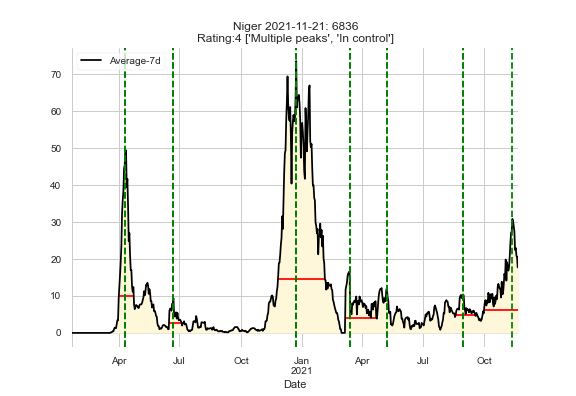 Niger 2021-11-21: 6836
Rating:4 ['Multiple peaks', 'In control']
Average-7d
70
60
50
40
30
20
10
0
Apr Jul Oct Jan Apr Jul Oct
2021
Date